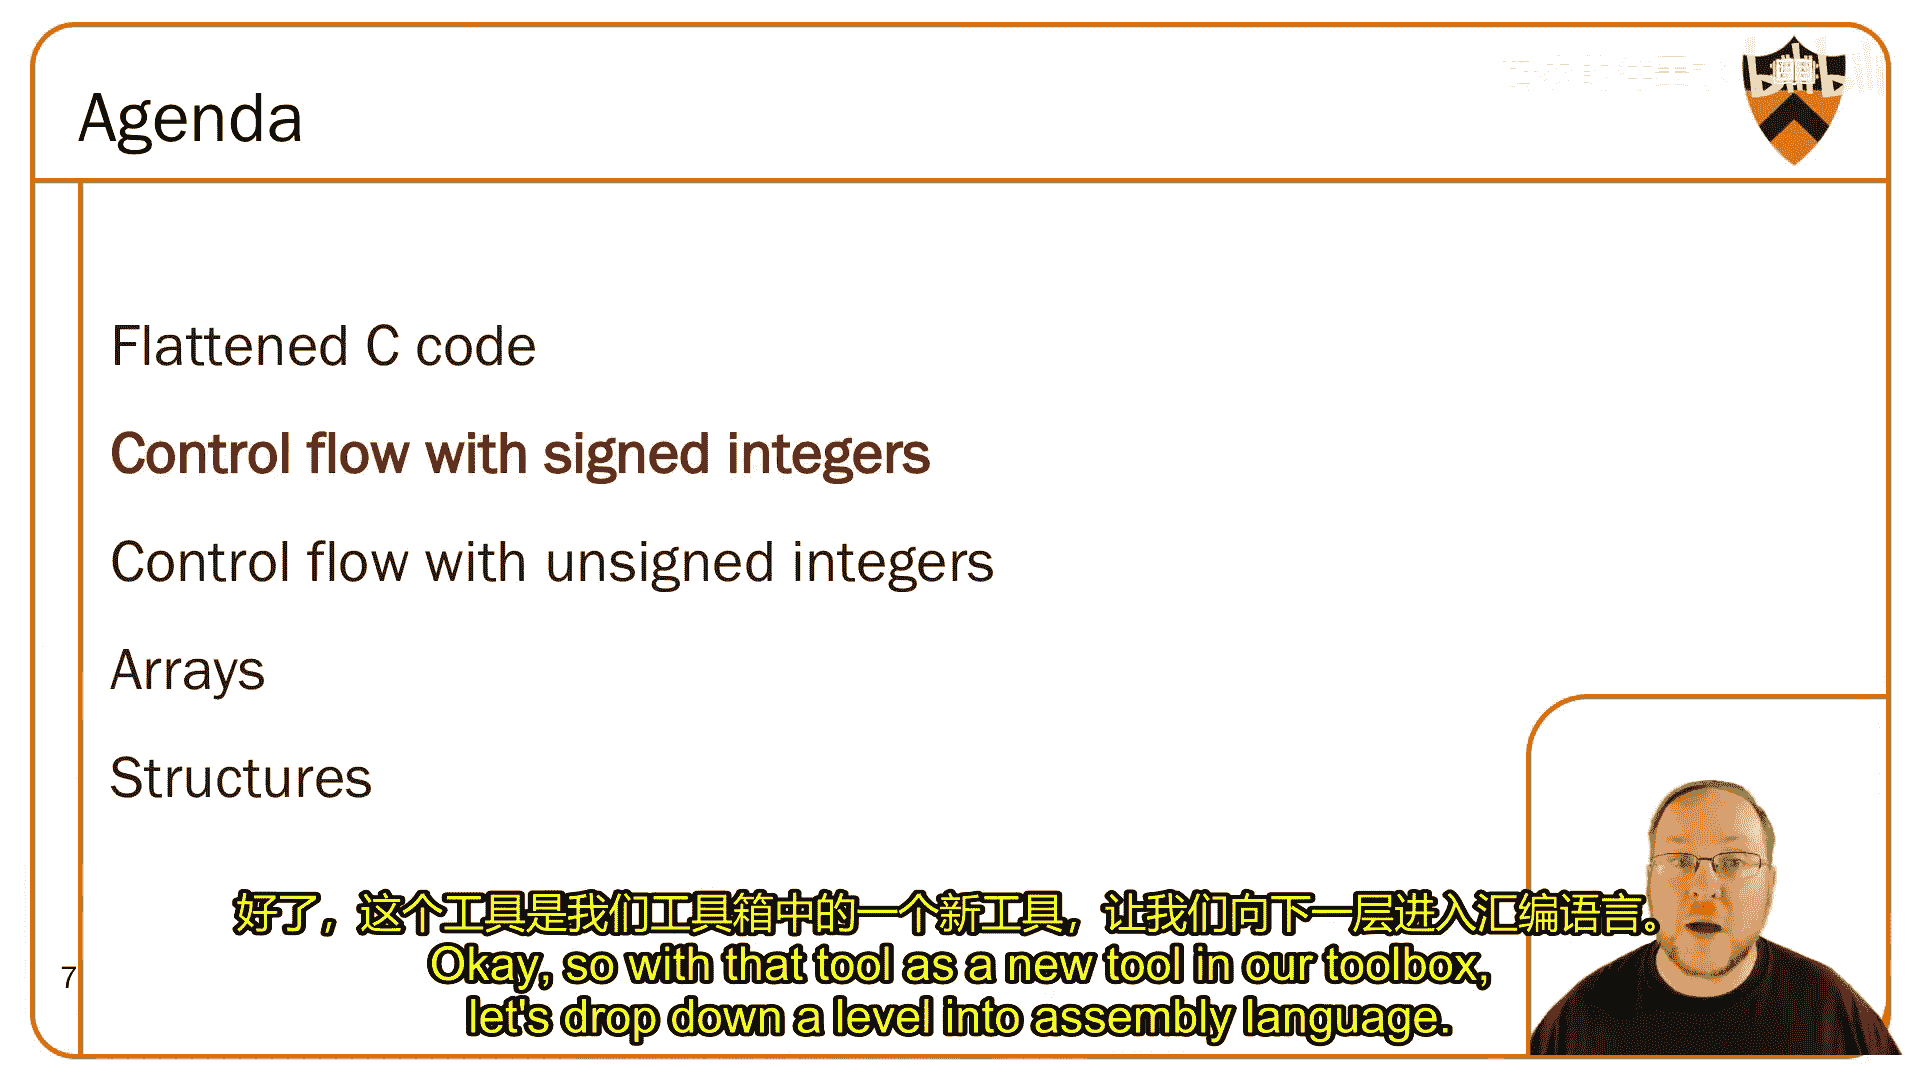 Agenda
Flattened C code
Control flow with signed integers
Control flow with unsigned integers
Arrays
Structures
好了，这个工具是我们工具箱中的一个新工具，让我们向下一层进入汇编语言。
Okay, so with that tool as a new tool in our toolbox,
let's drop down a level into assembly language.
7